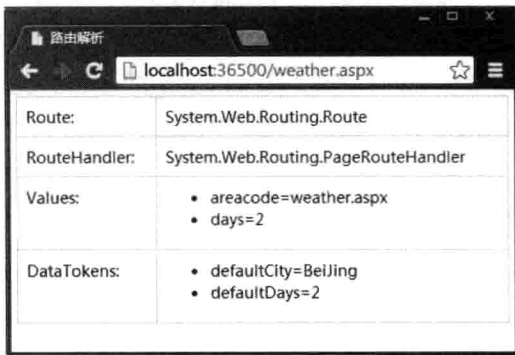 路由解析
localhost:36500/weather.aspx
Route: System.Web.Routing.Route
RouteHandler: System.Web.Routing.PageRouteHandler
Values: • areacode=weather.aspx
• days=2
DataTokens: • defaultCity=BeiJing
• defaultDays=2